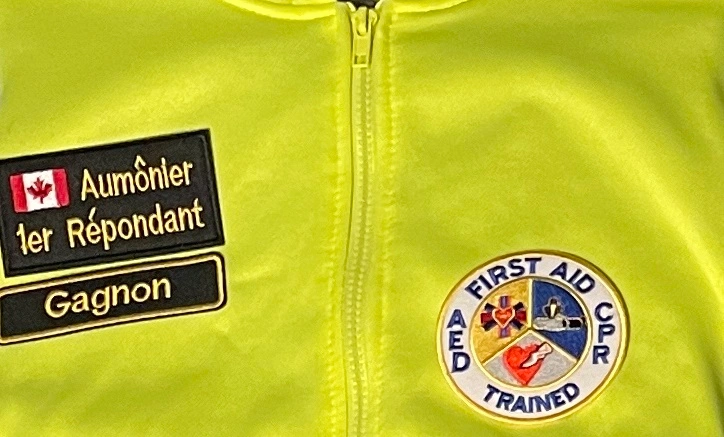 Aumônier
1er Répondant
Gagnon
FIRST AID
CPR
AED
TRAINED